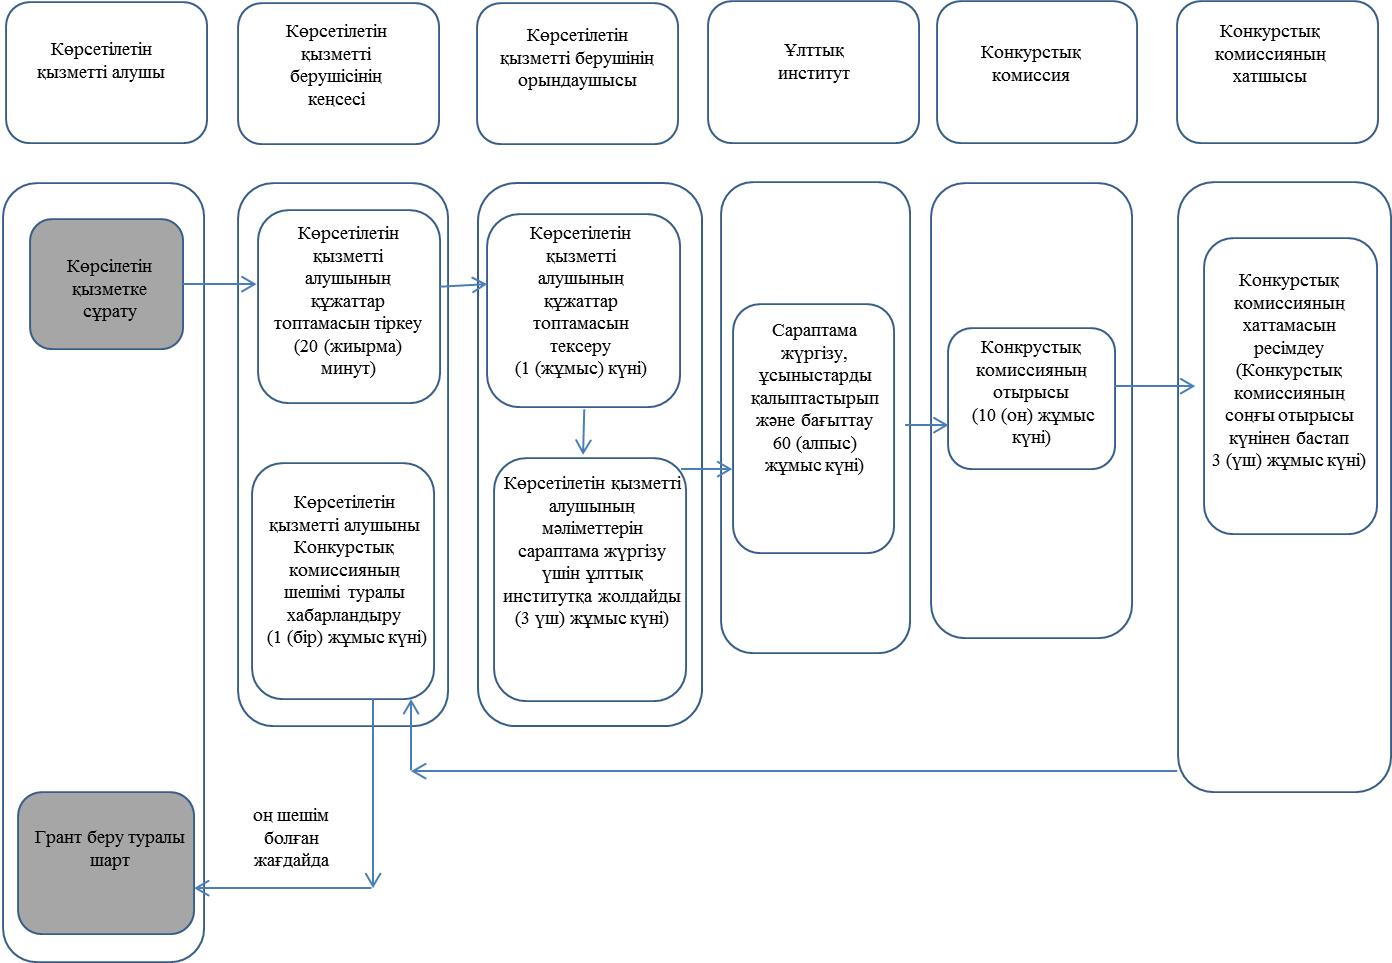 Көрсетілетін
қызметті алушы
Көрсетілетін
қызметті
берушісінің
кеңсесі
Көрсетілетін
қызметті берушінің
орындаушысы
Ұлттық
институт
Конкурстық
комиссия
Конкурстық
комиссияның
хатшысы
Көрсілетін
қызметке
сұрату
Көрсетілетін
қызметті
алушының
құжаттар
топтамасын тіркеу
(20 (жиырма)
минут)
Көрсетілетін
қызметті
алушының
құжаттар
топтамасын
тексеру
(1 (жұмыс) күні)
Сараптама
жүргізу,
ұсыныстарды
қалыптастырып
және бағыттау
60 (алпыс)
жұмыс күні)
Конкрустық
комиссияның
отырысы
(10 (он) жұмыс
күні)
Конкурстық
комиссияның
хаттамасын
ресімдеу
(Конкурстық
комиссияның
соңғы отырысы
күнінен бастап
3 (үш) жұмыс күні)
Көрсетілетін
қызметті алушыны
Конкурстық
комиссияның
шешімі туралы
хабарландыру
(1 (бір) жұмыс күні)
Көрсетілетін қызметті
алушының
мәліметтерін
сараптама жүргізу
үшін ұлттық
институтқа жолдайды
(3 үш) жұмыс күні)
Грант беру туралы
шарт
оң шешім
болған
жағдайда